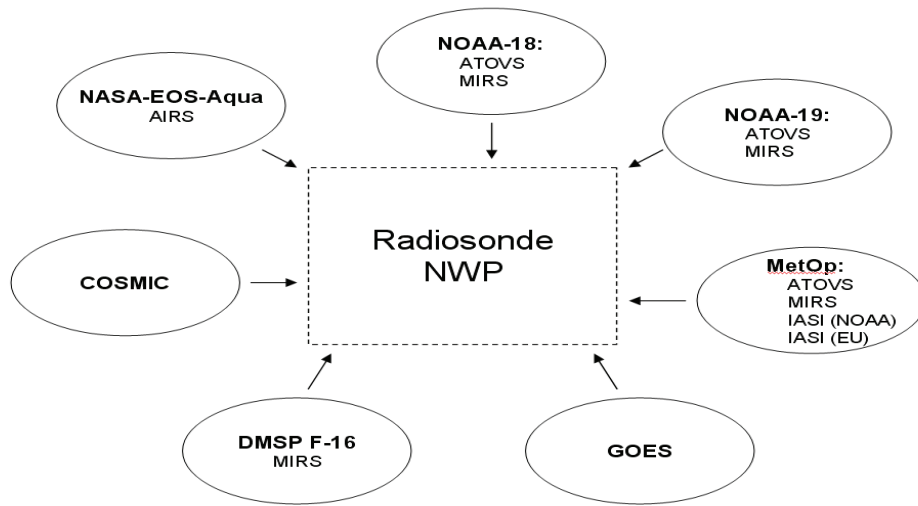 NOAA-18:
ATOVS
MIRS
NASA-EOS-Aqua
AIRS
NOAA-19:
ATOVS
MIRS
Radiosonde
NWP
COSMIC
MetOp:
ATOVS
MIRS
IASI (NOAA)
IASI (EU)
DMSP F-16
MIRS
GOES